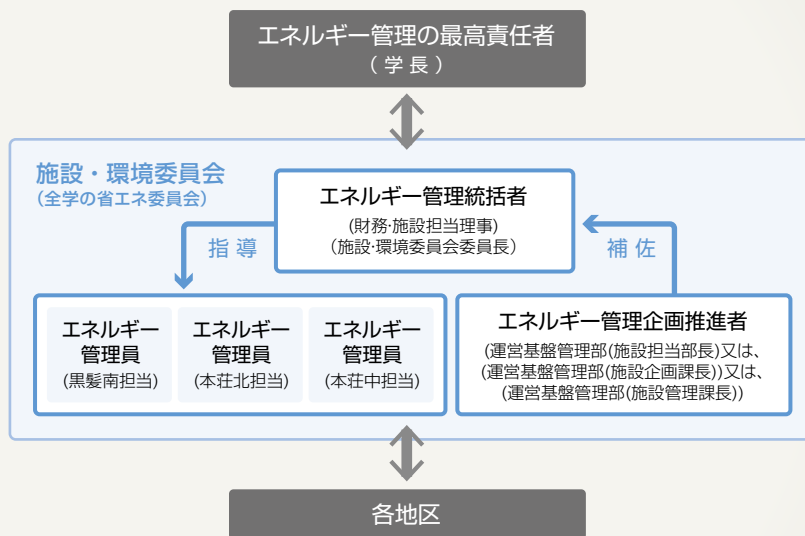 エネルギー管理の最高責任者
(学長)
施設・環境委員会
(全学の省エネ委員会)
エネルギー管理統括者
(財務・施設担当理事)
(施設・環境委員会委員長)
指導
補佐
エネルギー
管理員
(黒髪南担当)
エネルギー
管理員
(本荘北担当)
エネルギー
管理員
(本荘中担当)
エネルギー管理企画推進者
(運営基盤管理部(施設担当部長)又は、
(運営基盤管理部(施設企画課長))又は、
(運営基盤管理部(施設管理課長))
各地区